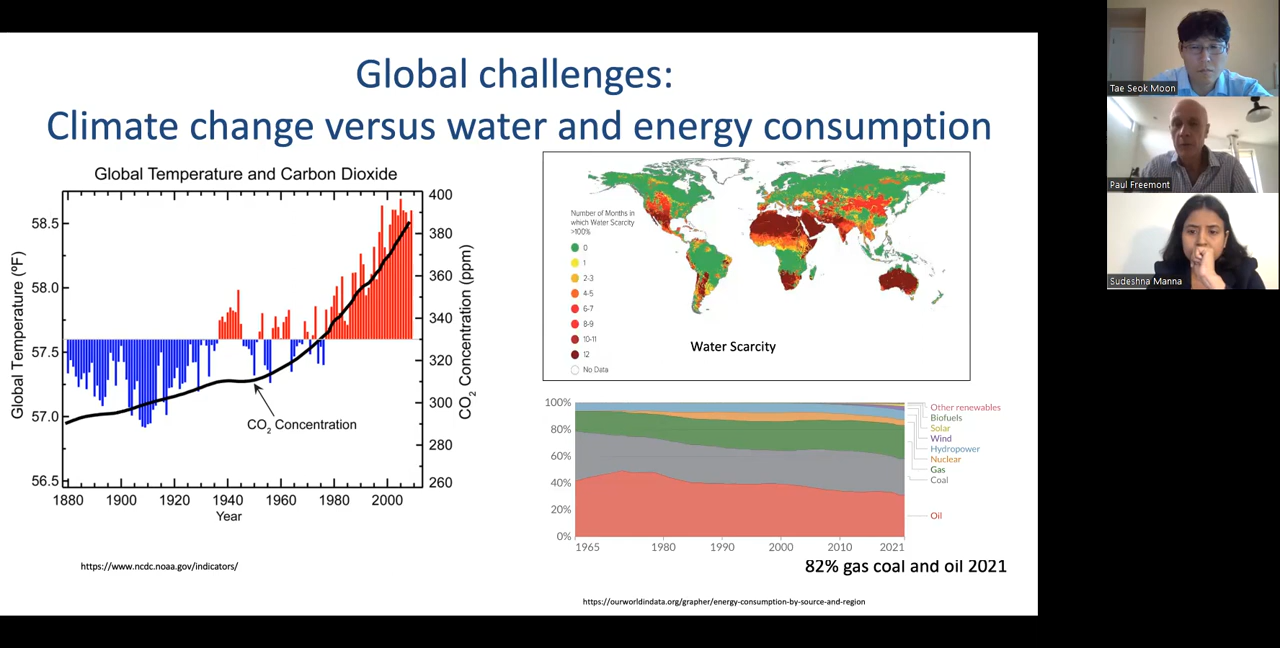 Global challenges:
Climate change versus water and energy consumption
Global Temperature and Carbon Dioxide
Global Temperature (ºF)
58.5
58.0
57.5
57.0
56.5
400
380
360
340
320
300
280
260
CO₂ Concentration (ppm)
CO₂ Concentration
1880 1900 1920 1940 1960 1980 2000
Year
https://www.ncdc.noaa.gov/indicators/
Number of Months
in which Water Scarcity
>100%
0
1
2-3
4-5
6-7
8-9
10-11
12
No Data
Water Scarcity
100%
80%
60%
40%
20%
0%
1965 1980 1990 2000 2010 2021
Other renewables
Biofuels
Solar
Wind
Hydropower
Nuclear
Gas
Coal
Oil
82% gas coal and oil 2021
https://ourworldindata.org/grapher/energy-consumption-by-source-and-region
Tae Seok Moon
Paul Freemont
Sudeshna Manna